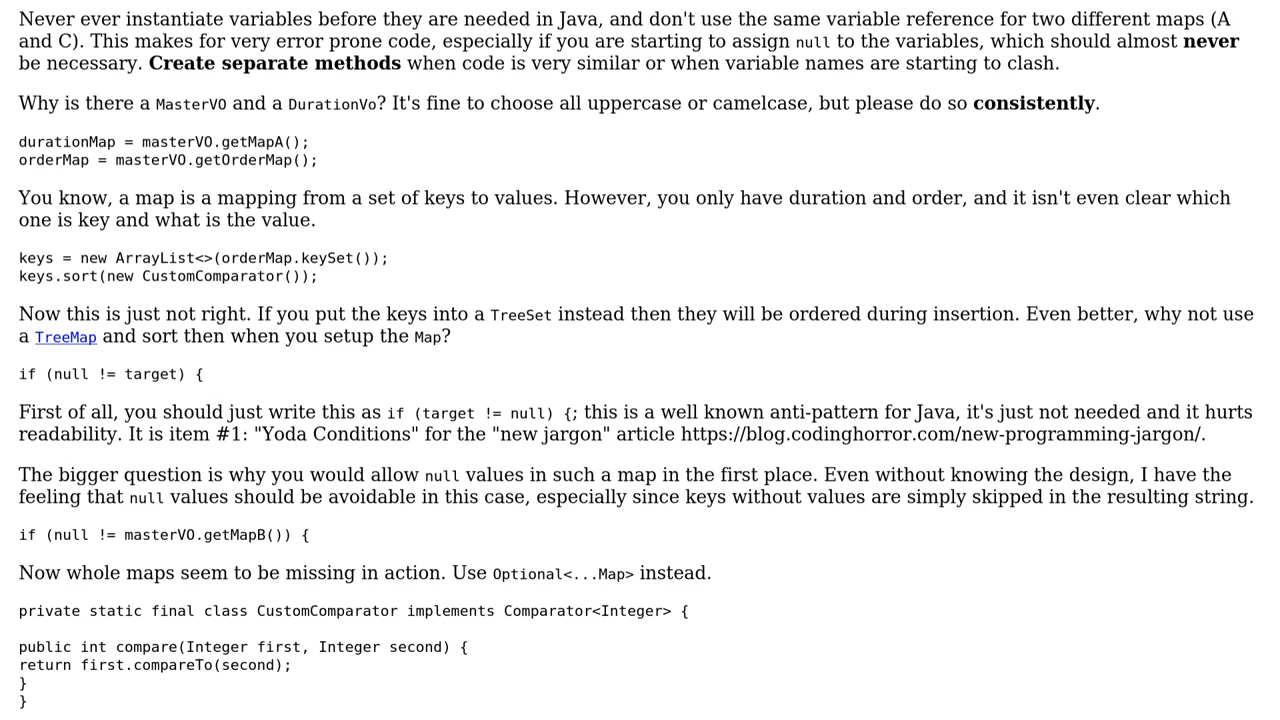 Never ever instantiate variables before they are needed in Java, and don't use the same variable reference for two different maps (A
and C). This makes for very error prone code, especially if you are starting to assign null to the variables, which should almost never
be necessary. Create separate methods when code is very similar or when variable names are starting to clash.
Why is there a MasterVO and a DurationVo? It's fine to choose all uppercase or camelcase, but please do so consistently.
durationMap = masterVO.getMapA();
orderMap = masterVO.getOrderMap();
You know, a map is a mapping from a set of keys to values. However, you only have duration and order, and it isn't even clear which
one is key and what is the value.
keys = new ArrayList<>(orderMap.keySet());
keys.sort(new CustomComparator());
Now this is just not right. If you put the keys into a TreeSet instead then they will be ordered during insertion. Even better, why not use
a TreeMap and sort then when you setup the Map?
if (null != target) {
First of all, you should just write this as if (target != null) {; this is a well known anti-pattern for Java, it's just not needed and it hurts
readability. It is item #1: "Yoda Conditions" for the "new jargon" article https://blog.codinghorror.com/new-programming-jargon/.
The bigger question is why you would allow null values in such a map in the first place. Even without knowing the design, I have the
feeling that null values should be avoidable in this case, especially since keys without values are simply skipped in the resulting string.
if (null != masterVO.getMapB()) {
Now whole maps seem to be missing in action. Use Optional<...Map> instead.
private static final class CustomComparator implements Comparator<Integer> {
public int compare(Integer first, Integer second) {
return first.compareTo(second);
}
}